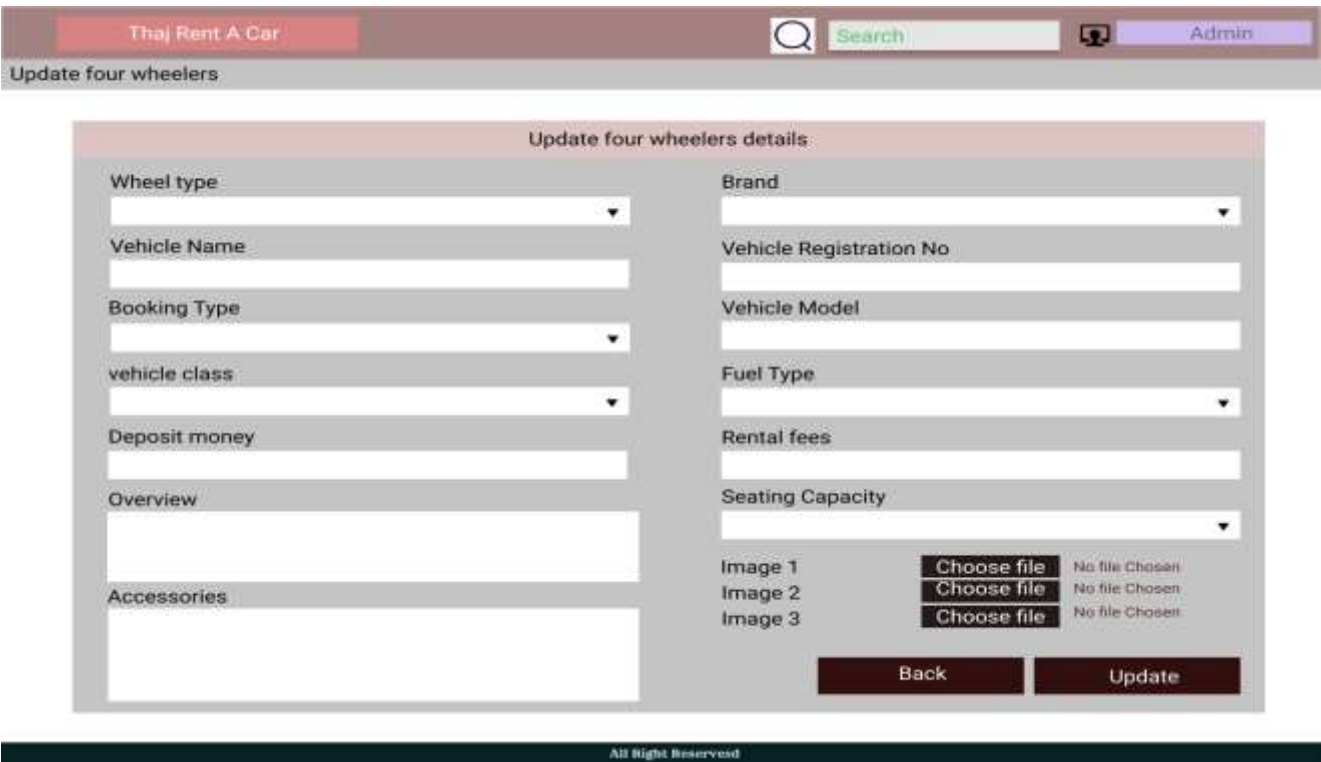 Thaj Rent A Car
Search
Admin
Update four wheelers
Update four wheelers details
Wheel type
Brand
Vehicle Name
Vehicle Registration No
Booking Type
Vehicle Model
vehicle class
Fuel Type
Deposit money
Rental fees
Overview
Seating Capacity
Image 1 Choose file No file Chosen
Image 2 Choose file No file Chosen
Image 3 Choose file No file Chosen
Accessories
Back
Update
All Right Reservesd